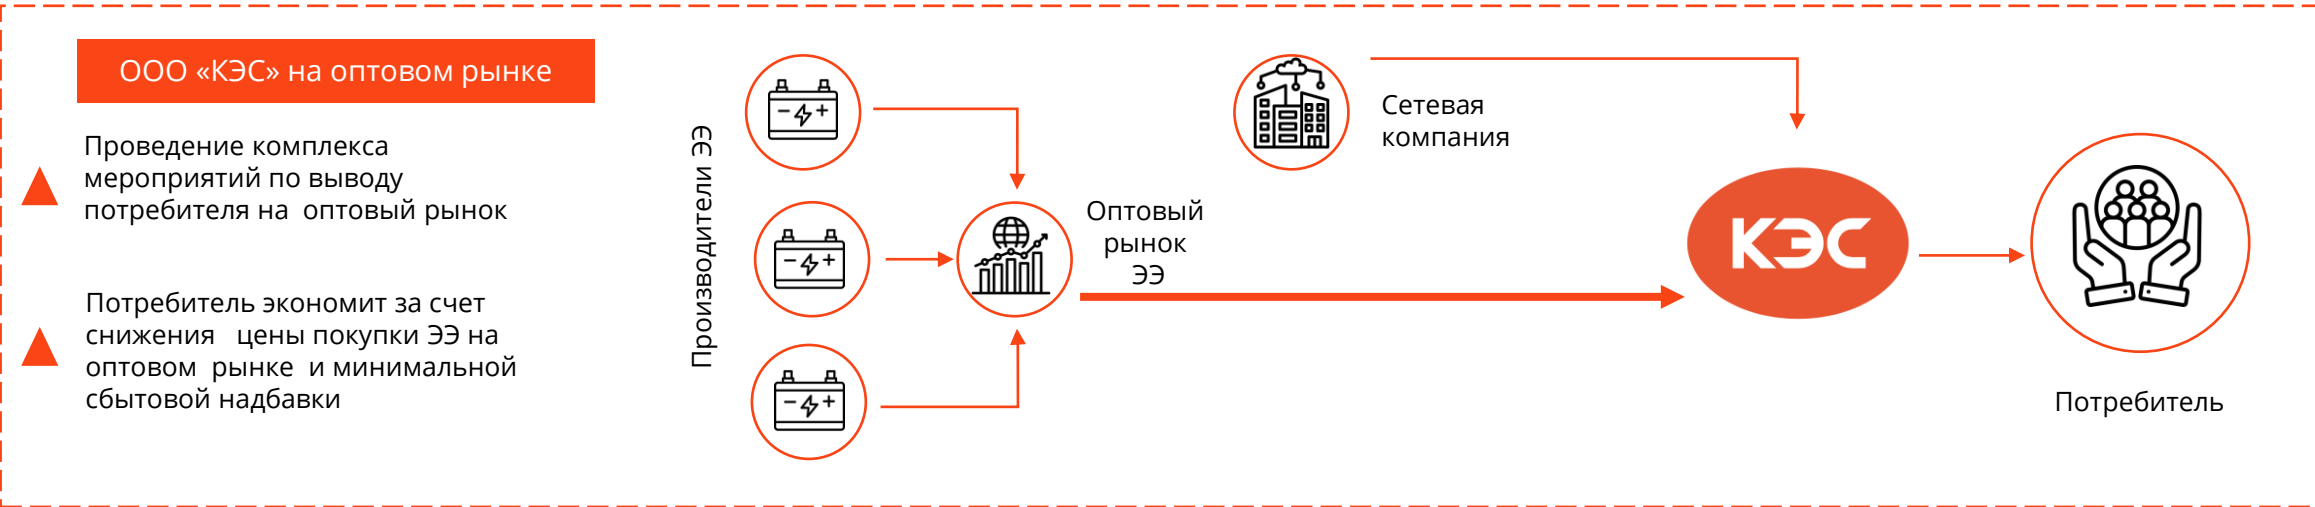 ООО «КЭС» на оптовом рынке
Проведение комплекса
мероприятий по выводу
потребителя на оптовый рынок
Потребитель экономит за счет
снижения цены покупки ЭЭ на
оптовом рынке и минимальной
сбытовой надбавки
Производители ЭЭ
Оптовый
рынок
ЭЭ
Сетевая
компания
КЭС
Потребитель